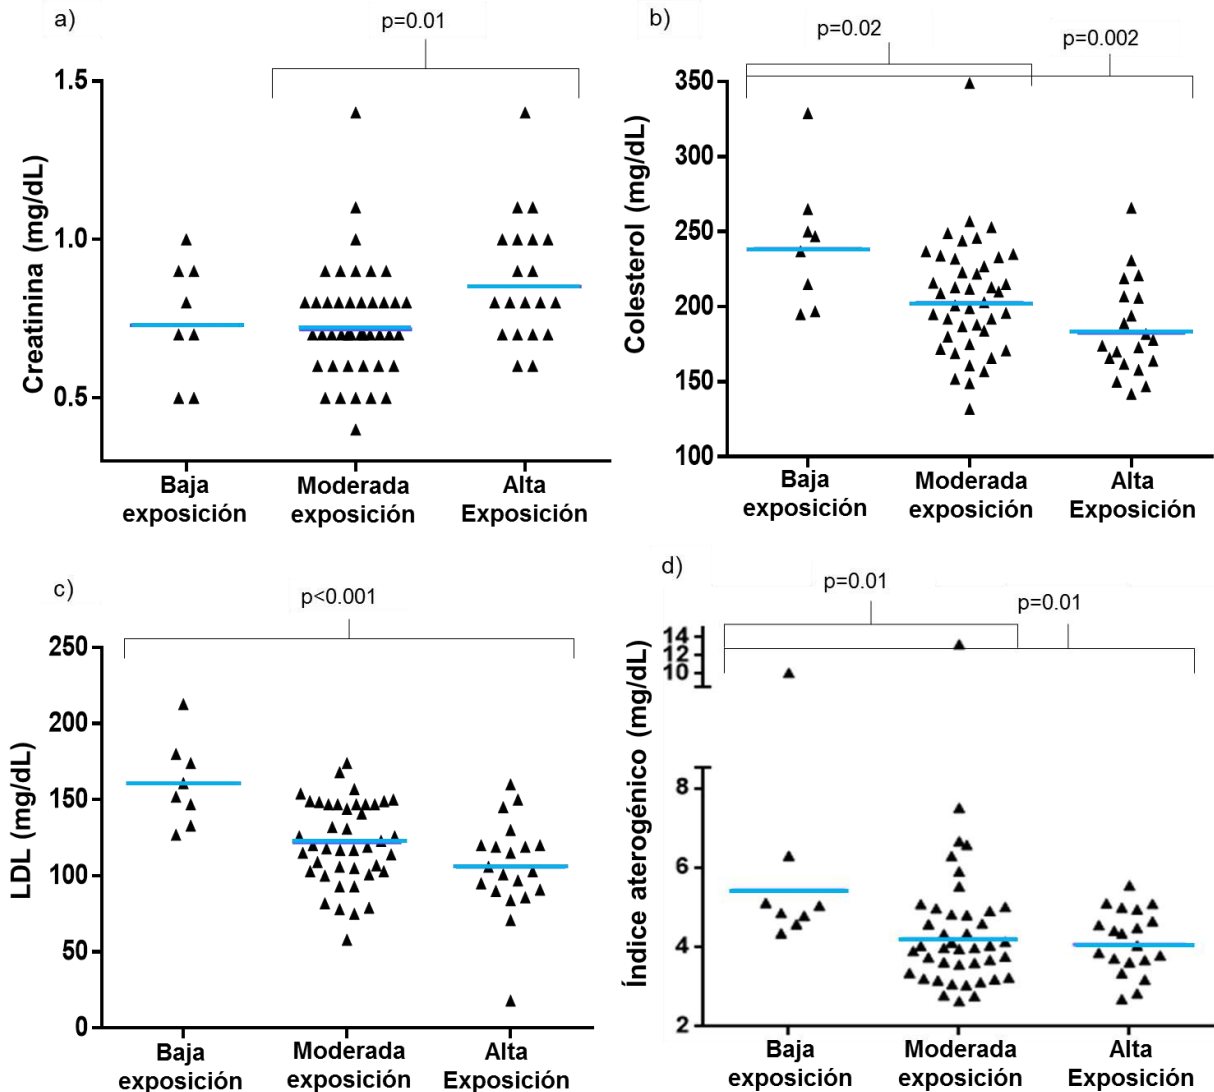 a)
p=0.01
Creatinina (mg/dL)
1.5
1.0
0.5
Baja
exposición
Moderada
exposición
Alta
Exposición
b)
p=0.02
p=0.002
Colesterol (mg/dL)
350
300
250
200
150
100
Baja
exposición
Moderada
exposición
Alta
Exposición
c)
p<0.001
LDL (mg/dL)
250
200
150
100
50
0
Baja
exposición
Moderada
exposición
Alta
Exposición
d)
p=0.01
p=0.01
Índice aterogénico (mg/dL)
14
12
10
8
6
4
2
Baja
exposición
Moderada
exposición
Alta
Exposición